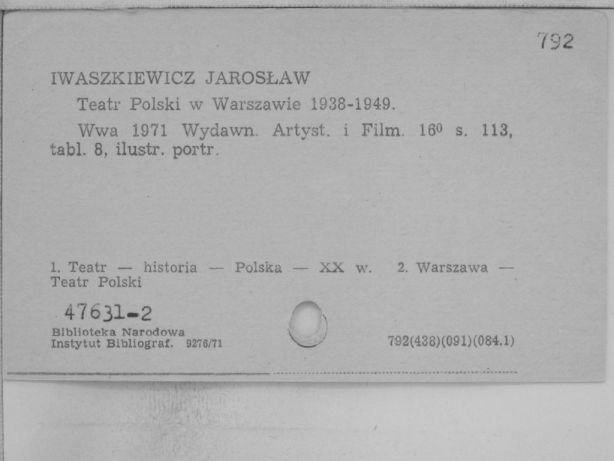 792
IWASZKIEWICZ JAROSŁAW
Teatr Polski w Warszawie 1938-1949.
Wwa 1971 Wydawn. Artyst. i Film. 16⁰ s. 113,
tabl. 8, ilustr. portr.
1. Teatr — historia — Polska — XX w. 2. Warszawa —
Teatr Polski
47631-2
Biblioteka Narodowa
Instytut Bibliograf. 9276/71
792(438)(091)(084.1)